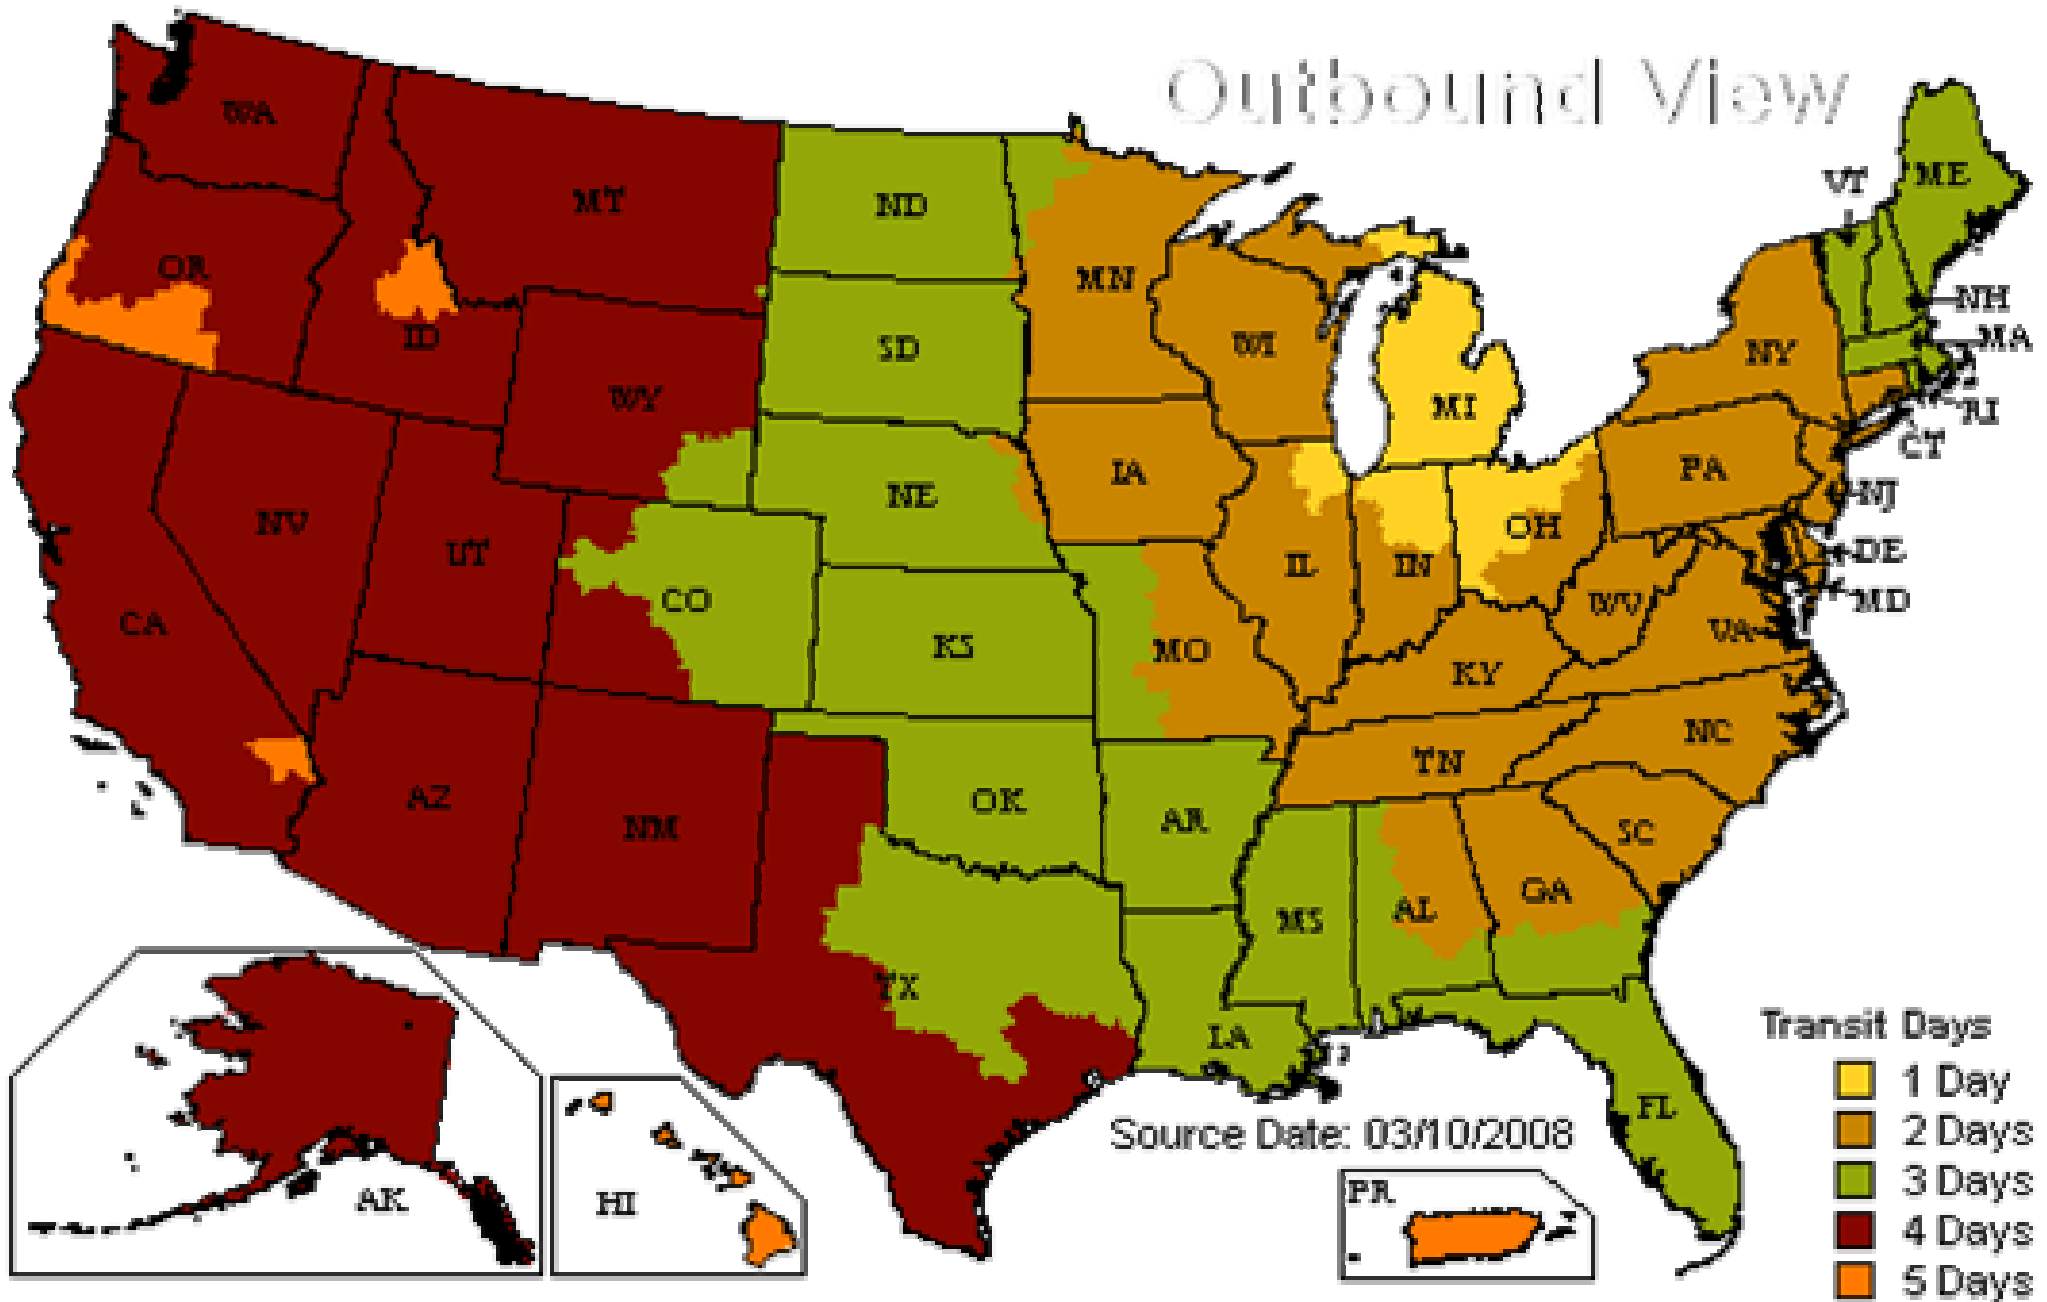 Outbound View
WA
MT
ND
VT
ME
OR
MN
ID
SD
WI
NH
MA
NY
WY
MI
RI
CT
IA
PA
NE
NJ
NV
UT
OH
IL
IN
DE
CO
WV
MD
CA
KS
MO
VA
KY
NC
TN
AZ
NM
OK
AR
SC
GA
AL
MS
TX
LA
FL
AK
HI
PR
Source Date: 03/10/2008
Transit Days
1 Day
2 Days
3 Days
4 Days
5 Days